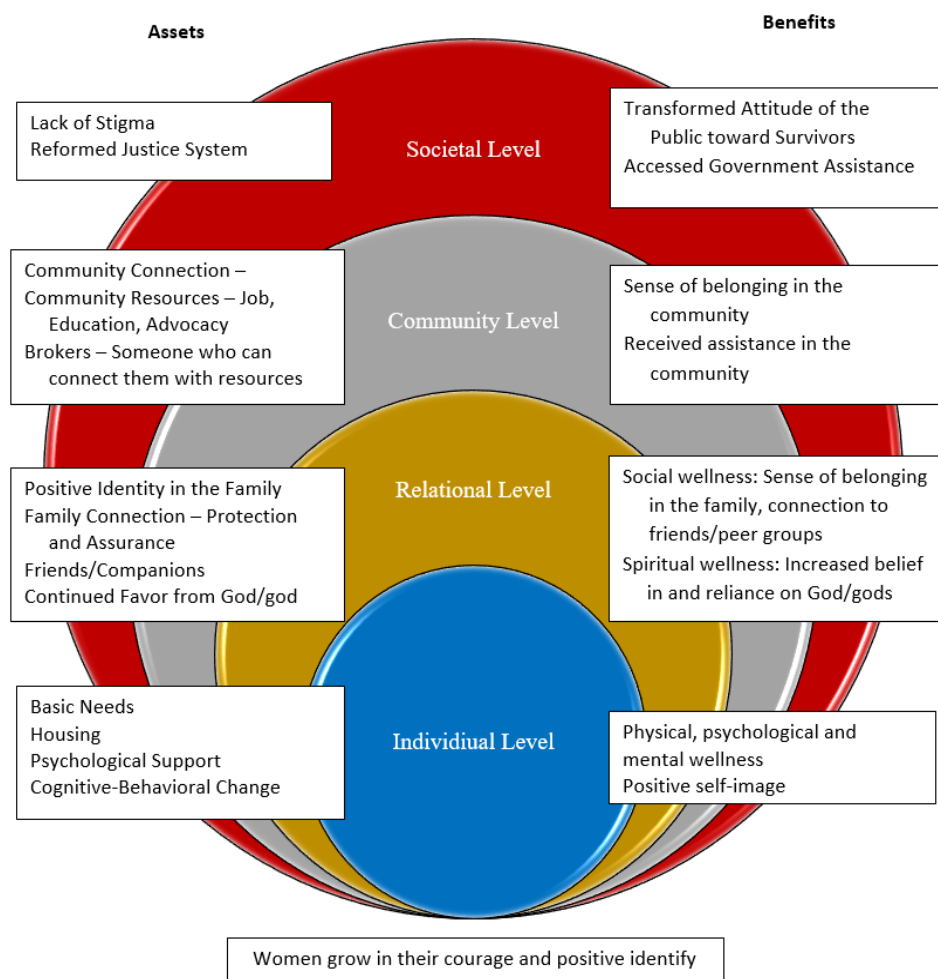 Assets
Benefits
Lack of Stigma
Reformed Justice System
Societal Level
Transformed Attitude of the
Public toward Survivors
Accessed Government Assistance
Community Connection –
Community Resources – Job,
Education, Advocacy
Brokers – Someone who can
connect them with resources
Community Level
Sense of belonging in the
community
Received assistance in the
community
Positive Identity in the Family
Family Connection – Protection
and Assurance
Friends/Companions
Continued Favor from God/god
Relational Level
Social wellness: Sense of belonging
in the family, connection to
friends/peer groups
Spiritual wellness: Increased belief
in and reliance on God/gods
Basic Needs
Housing
Psychological Support
Cognitive-Behavioral Change
Individiual Level
Physical, psychological and
mental wellness
Positive self-image
Women grow in their courage and positive identify